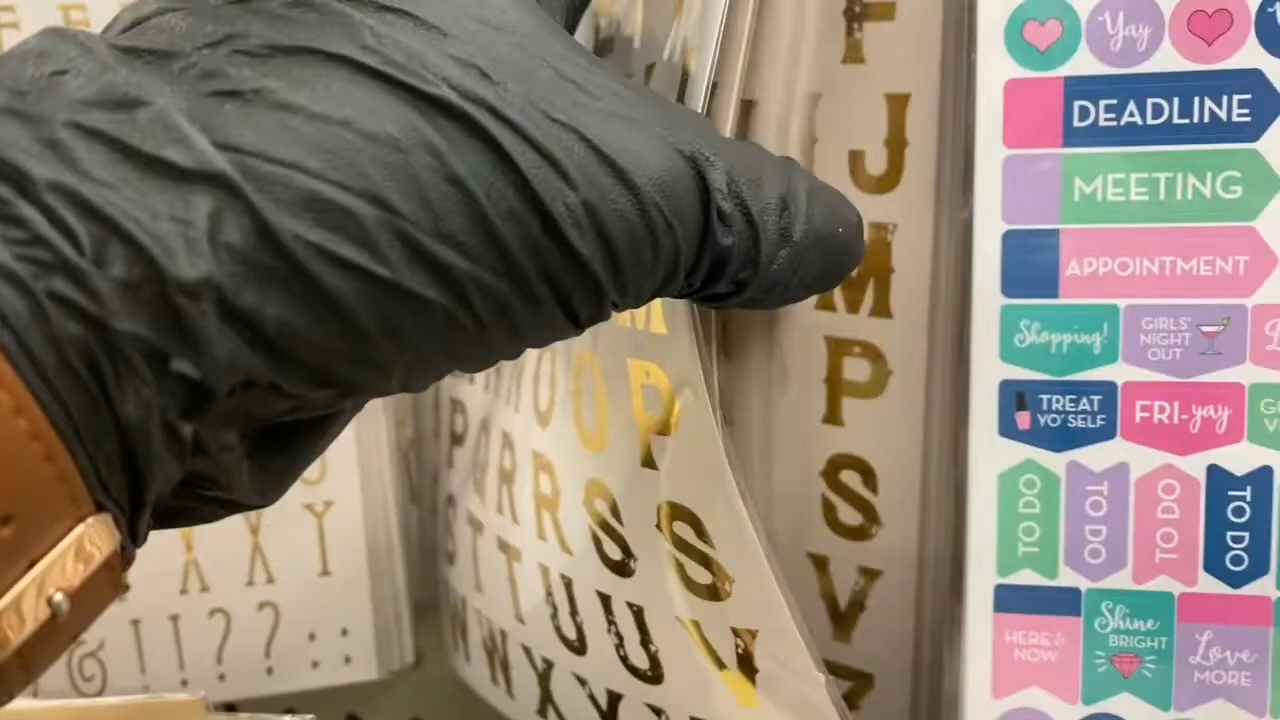 F
J
M
P
S
V
Z
M
O O P
P Q R R S S
S T T U U V
W W X Y Y
X X Y
& ! ! ? ? : :
Yay
DEADLINE
MEETING
APPOINTMENT
Shopping!
GIRLS'
NIGHT
OUT
TREAT
YO' SELF
FRI-yay
TO DO
TO DO
TO DO
TO DO
HERE &
NOW
Shine
BRIGHT
Love
MORE